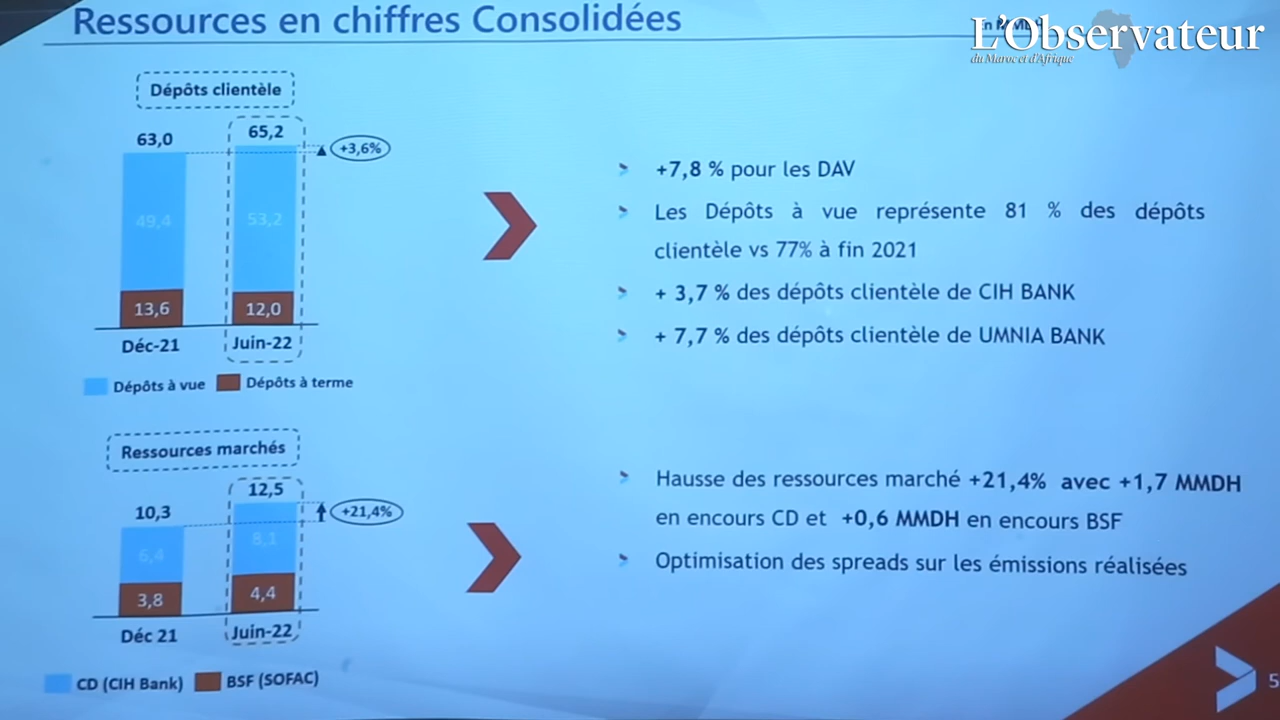 Ressources en chiffres Consolidées
L'Observateur
du Maroc et d'Afrique
Dépôts clientèle
63,0
65,2
+3,6%
49,4
53,2
13,6
12,0
Déc-21
Juin-22
Dépôts à vue
Dépôts à terme
+7,8 % pour les DAV
Les Dépôts à vue représente 81 % des dépôts
clientèle vs 77% à fin 2021
+ 3,7 % des dépôts clientèle de CIH BANK
+ 7,7 % des dépôts clientèle de UMNIA BANK
Ressources marchés
10,3
12,5
+21,4%
6,4
8,1
3,8
4,4
Déc 21
Juin-22
CD (CIH Bank)
BSF (SOFAC)
Hausse des ressources marché +21,4% avec +1,7 MMDH
en encours CD et +0,6 MMDH en encours BSF
Optimisation des spreads sur les émissions réalisées
5